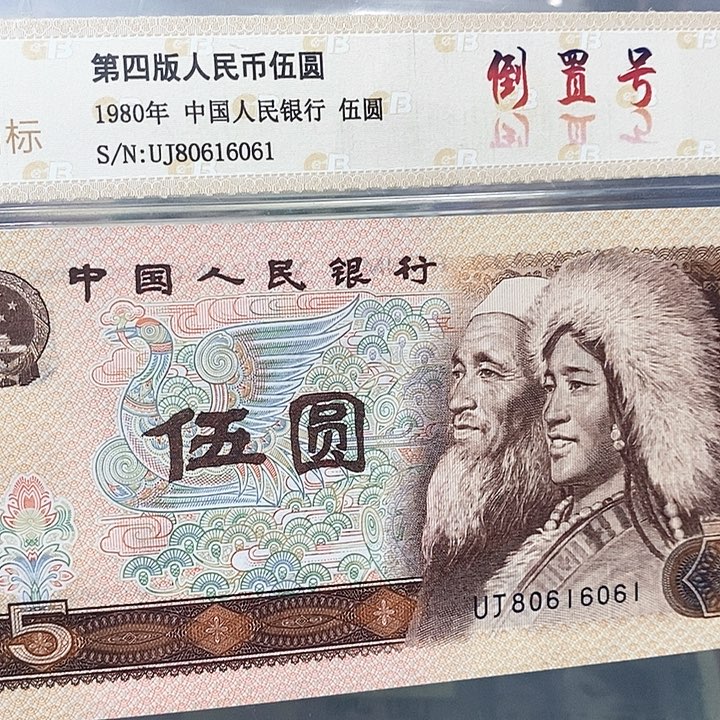 第四版人民币伍圆
倒置号
1980年 中国人民银行 伍圆
标
S/N:UJ80616061
中国人民银行
伍圆
UJ80616061
5